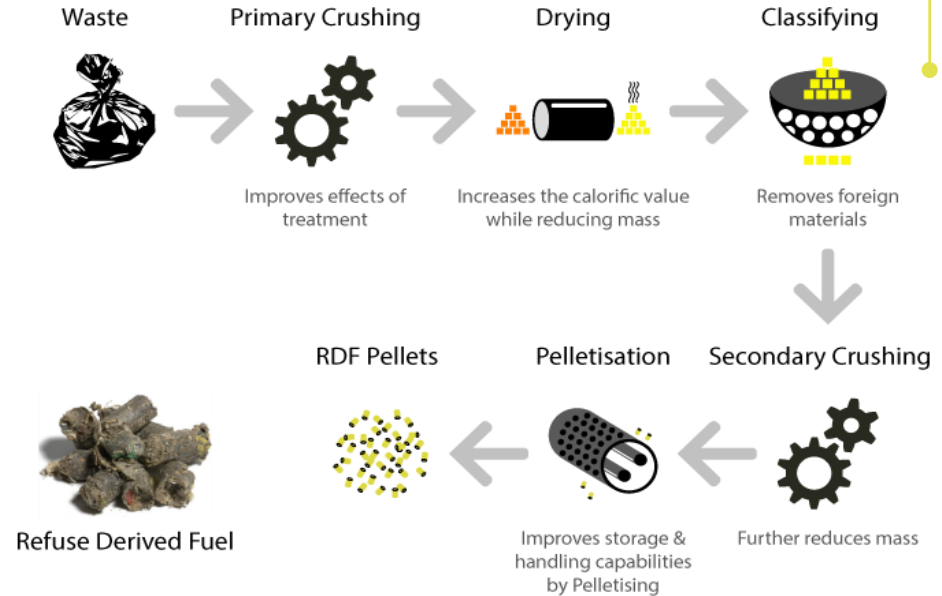 Waste
Primary Crushing
Drying
Classifying
Improves effects of
treatment
Increases the calorific value
while reducing mass
Removes foreign
materials
RDF Pellets
Pelletisation
Secondary Crushing
Refuse Derived Fuel
Improves storage &
handling capabilities
by Pelletising
Further reduces mass